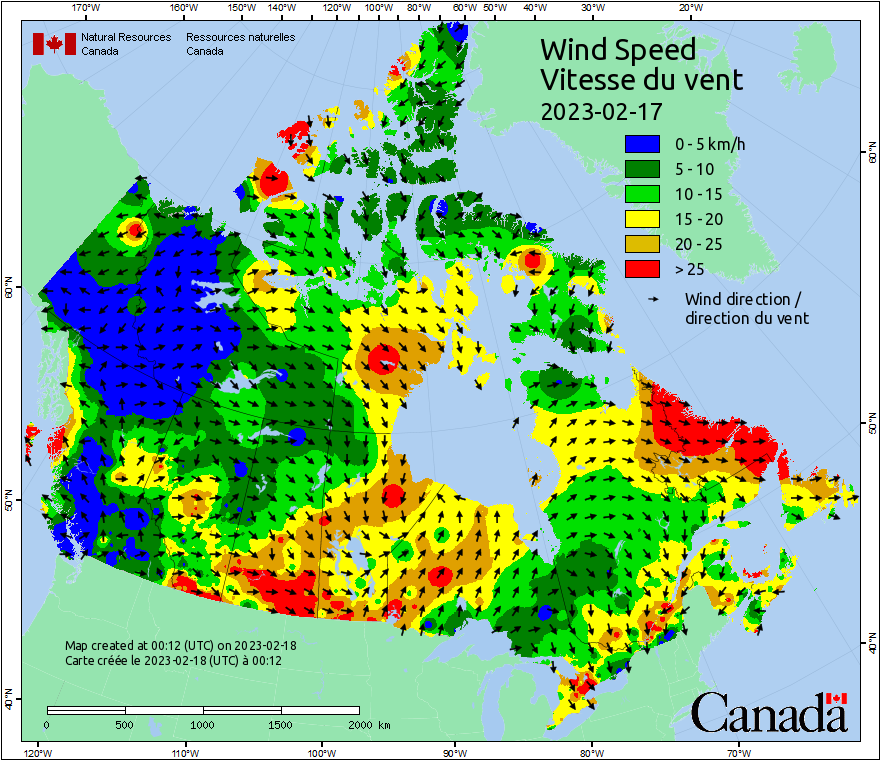 170°W 160°W 150°W 140°W 120°W 100°W 80°W 60°W 50°W 40°W 30°W 20°W
Natural Resources Ressources naturelles
Canada Canada
Wind Speed
Vitesse du vent
2023-02-17
0 - 5 km/h
5 - 10
10 - 15
15 - 20
20 - 25
> 25
Wind direction /
direction du vent
60°N
60°N
50°N
50°N
40°N
40°N
Map created at 00:12 (UTC) on 2023-02-18
Carte créée le 2023-02-18 (UTC) à 00:12
0 500 1000 1500 2000 km
Canada
120°W 110°W 100°W 90°W 80°W 70°W